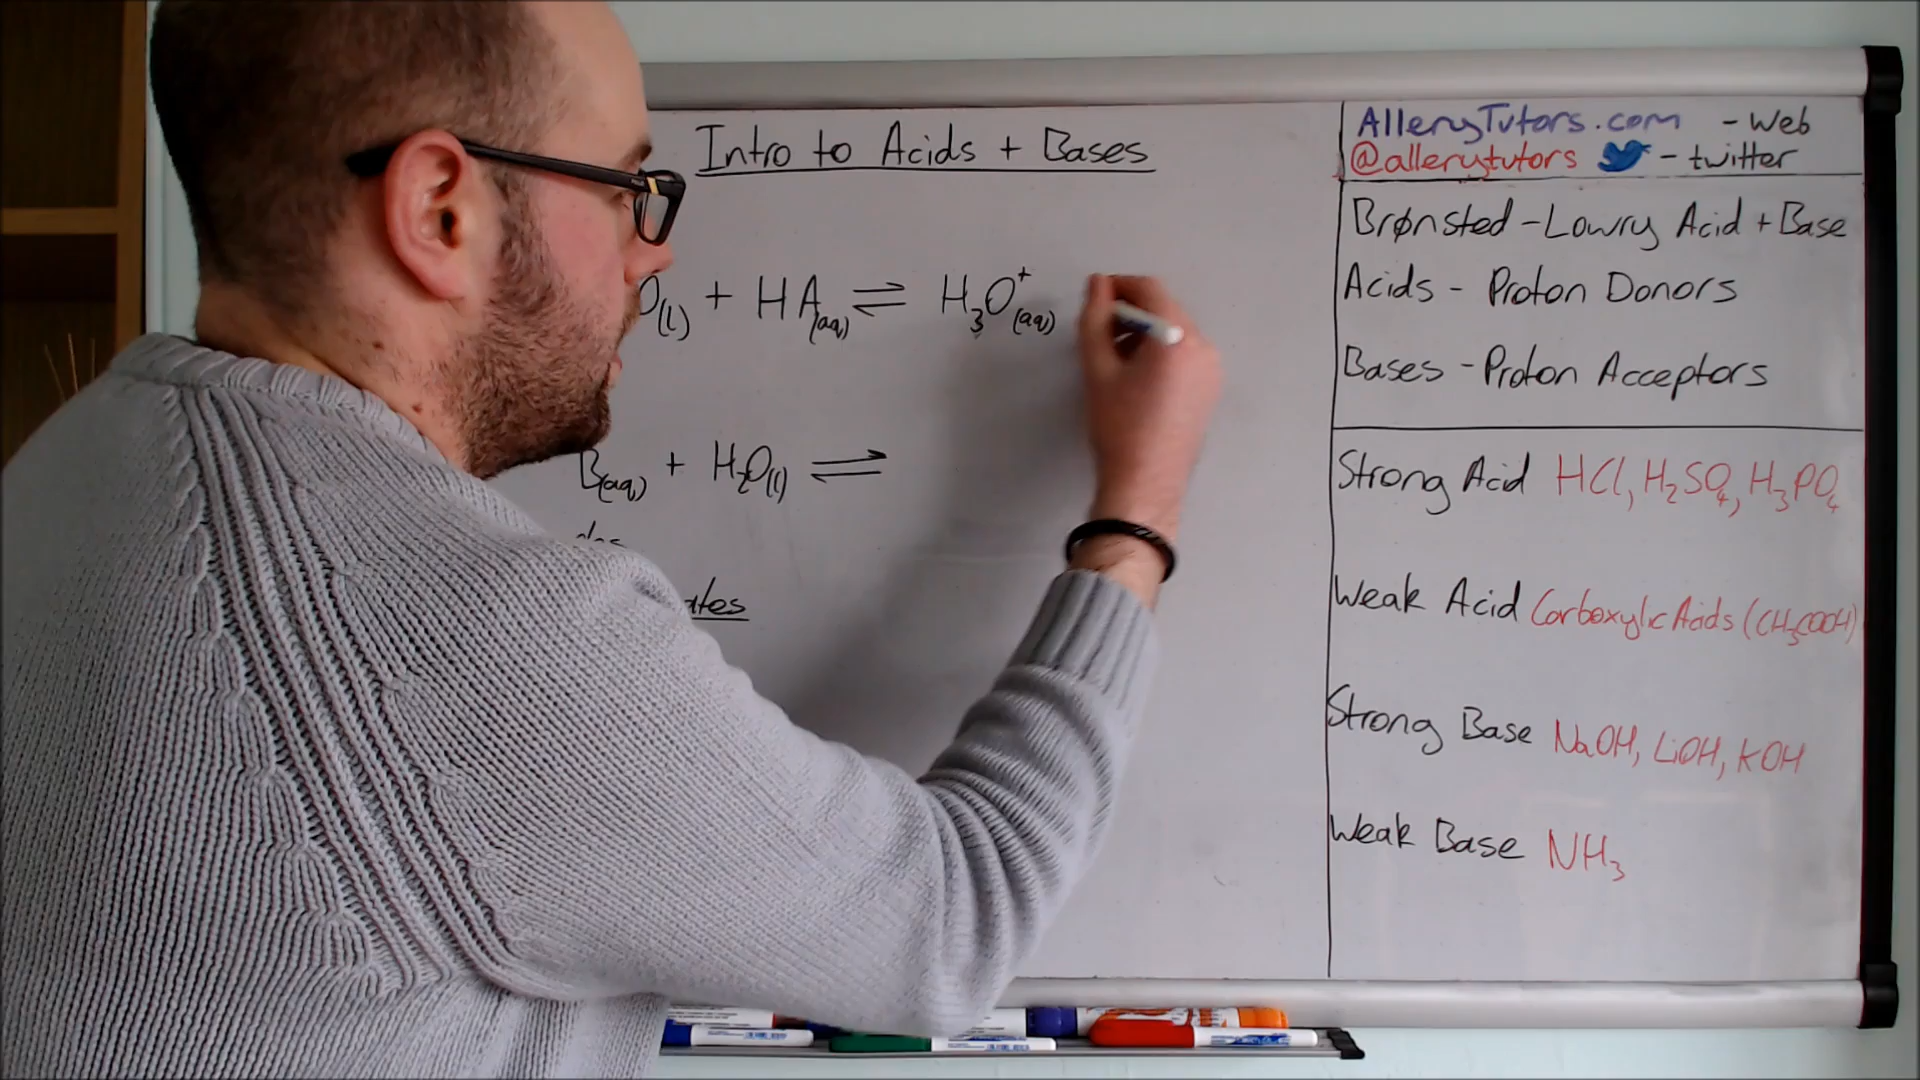 Intro to Acids + Bases
O(l) + HA(aq) ⇌ H₃O⁺(aq)
B(aq) + H₂O(l) ⇌
ates
AlleryTutors.com - Web
@allerytutors - twitter
Brønsted-Lowry Acid + Base
Acids - Proton Donors
Bases - Proton Acceptors
Strong Acid HCl, H₂SO₄, H₃PO₄
Weak Acid Carboxylic Acids (CH₃COOH)
Strong Base NaOH, LiOH, KOH
Weak Base NH₃